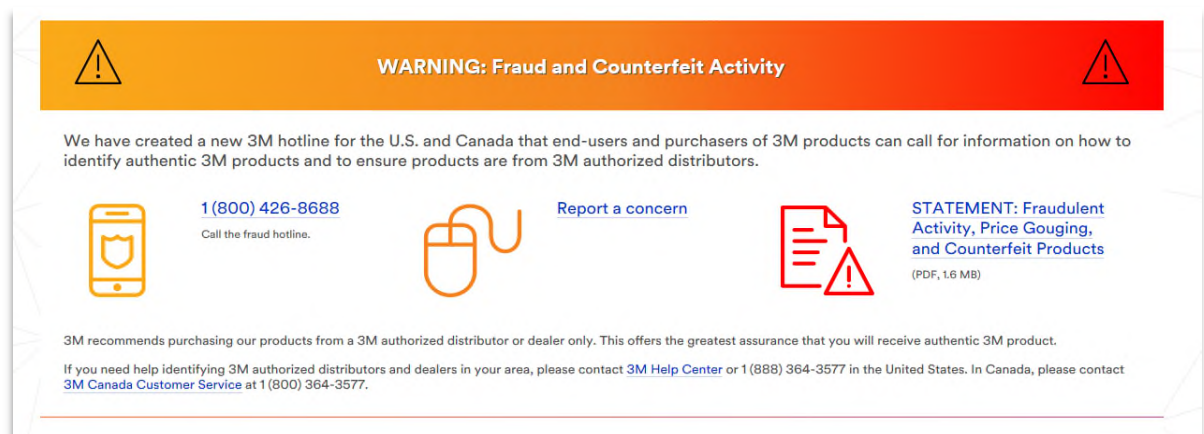 WARNING: Fraud and Counterfeit Activity
We have created a new 3M hotline for the U.S. and Canada that end-users and purchasers of 3M products can call for information on how to
identify authentic 3M products and to ensure products are from 3M authorized distributors.
1 (800) 426-8688
Call the fraud hotline.
Report a concern
STATEMENT: Fraudulent
Activity, Price Gouging,
and Counterfeit Products
(PDF, 1.6 MB)
3M recommends purchasing our products from a 3M authorized distributor or dealer only. This offers the greatest assurance that you will receive authentic 3M product.
If you need help identifying 3M authorized distributors and dealers in your area, please contact 3M Help Center or 1 (888) 364-3577 in the United States. In Canada, please contact
3M Canada Customer Service at 1 (800) 364-3577.